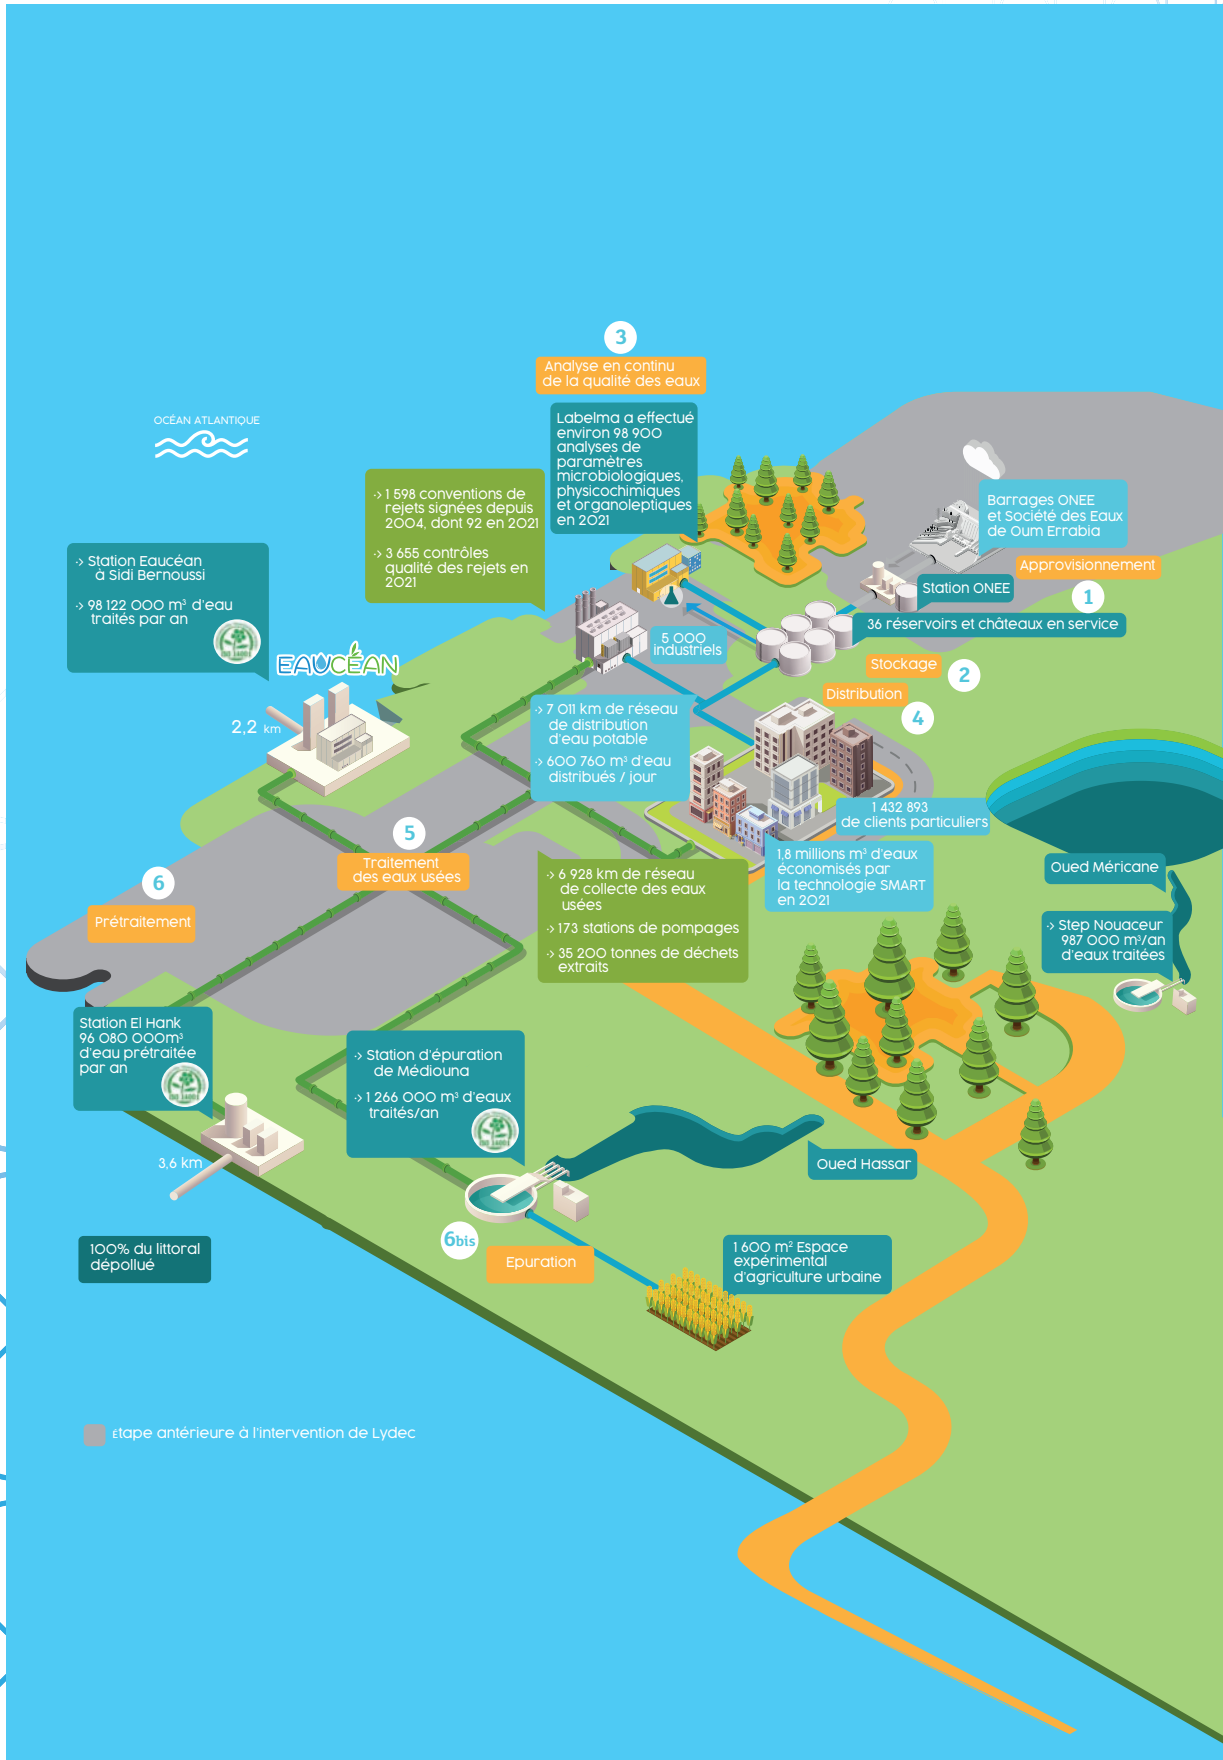 3
Analyse en continu
de la qualité des eaux
OCÉAN ATLANTIQUE
Labelma a effectué
environ 98 900
analyses de
paramètres
microbiologiques,
physicochimiques
et organoleptiques
en 2021
·> 1 598 conventions de
rejets signées depuis
2004, dont 92 en 2021
·> 3 655 contrôles
qualité des rejets en
2021
Barrages ONEE
et Société des Eaux
de Oum Errabia
Approvisionnement
1
Station ONEE
36 réservoirs et châteaux en service
·> Station Eaucéan
à Sidi Bernoussi
·> 98 122 000 m³ d'eau
traités par an
ISO 14001
EAUCÉAN
2,2 km
5 000
industriels
Stockage
2
Distribution
4
·> 7 011 km de réseau
de distribution
d'eau potable
·> 600 760 m³ d'eau
distribués / jour
1 432 893
de clients particuliers
1,8 millions m³ d'eaux
économisés par
la technologie SMART
en 2021
5
Traitement
des eaux usées
6
Prétraitement
·> 6 928 km de réseau
de collecte des eaux
usées
·> 173 stations de pompages
·> 35 200 tonnes de déchets
extraits
Oued Méricane
·> Step Nouaceur
987 000 m³/an
d'eaux traitées
Station El Hank
96 080 000m³
d'eau prétraitée
par an
ISO 14001
3,6 km
·> Station d'épuration
de Médiouna
·> 1 266 000 m³ d'eaux
traités/an
ISO 14001
Oued Hassar
6bis
Epuration
100% du littoral
dépollué
1 600 m² Espace
expérimental
d'agriculture urbaine
Étape antérieure à l'intervention de Lydec